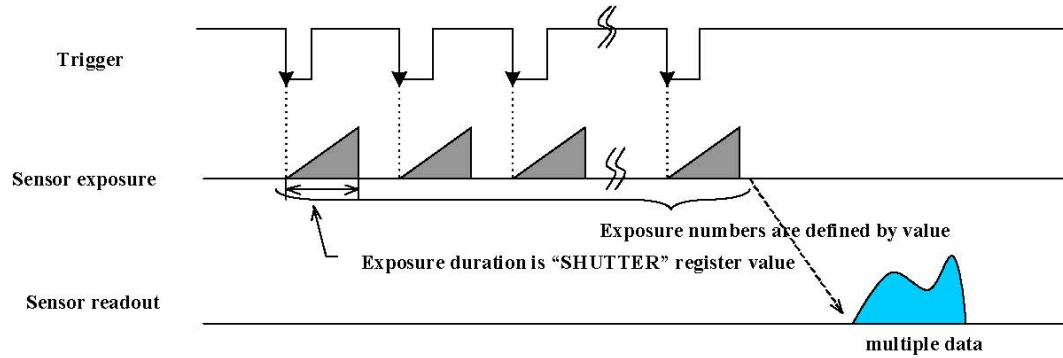 Trigger
Sensor exposure
Exposure numbers are defined by value
Exposure duration is “SHUTTER” register value
Sensor readout
multiple data